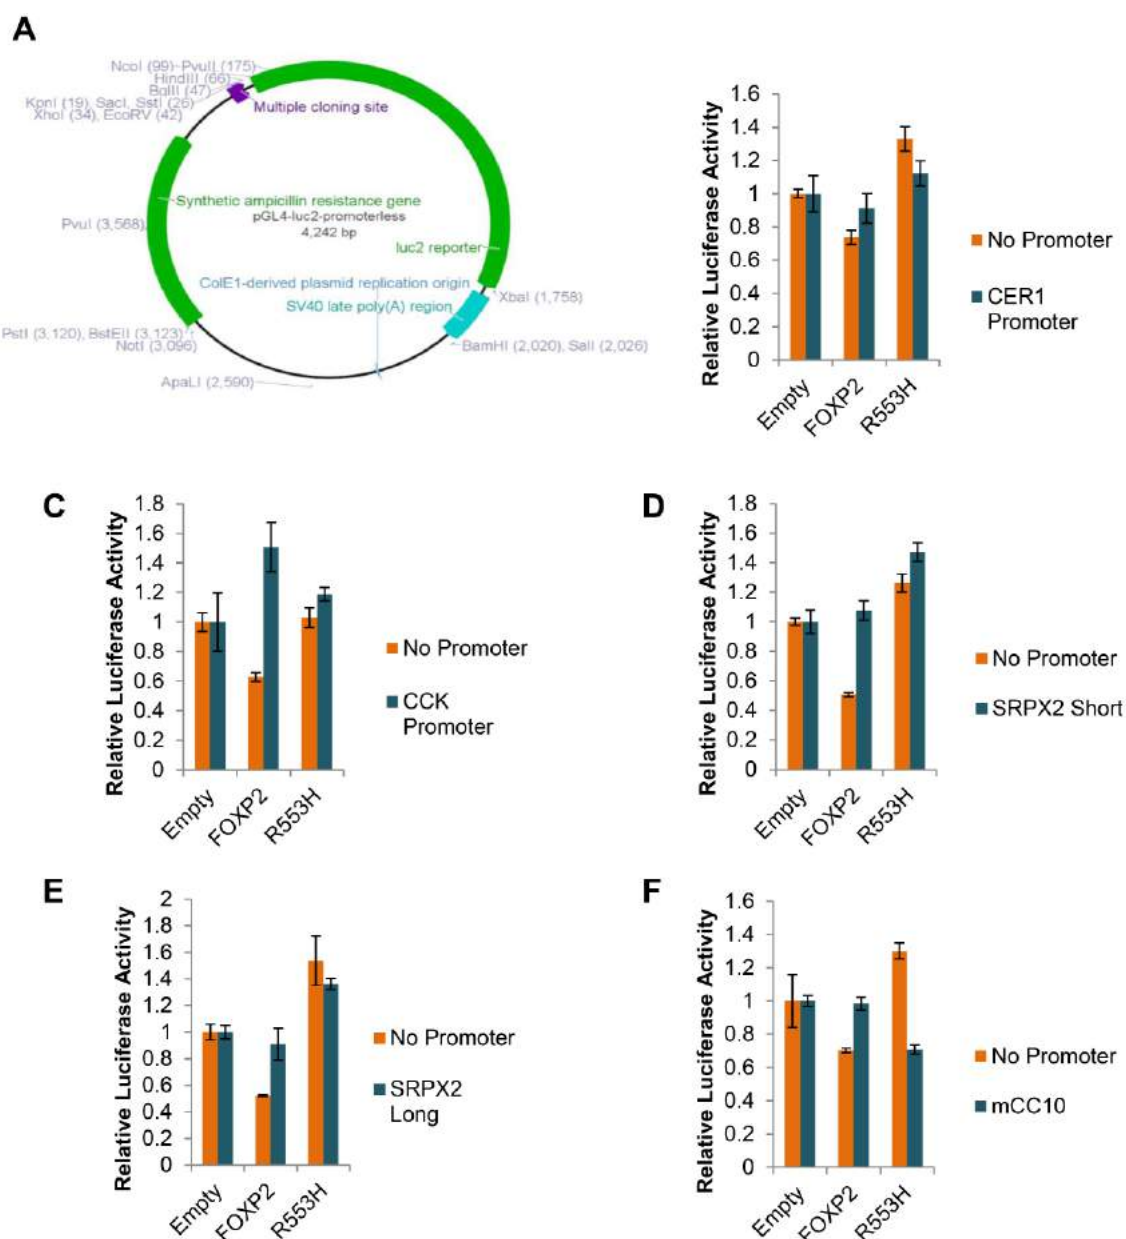 A
NcoI (99) PvuII (175)
HindIII (66)
BglII (47)
KpnI (19), SacI, SstI (26)
XhoI (34), EcoRV (42)
Multiple cloning site
Synthetic ampicillin resistance gene
pGL4-luc2-promoterless
4,242 bp
PvuI (3,568)
luc2 reporter
ColE1-derived plasmid replication origin
SV40 late poly(A) region
XbaI (1,758)
PstI (3,120), BstEII (3,123)
NotI (3,096)
BamHI (2,020), SalI (2,026)
ApaLI (2,590)
Relative Luciferase Activity
1.6
1.4
1.2
1
0.8
0.6
0.4
0.2
0
Empty
FOXP2
R553H
No Promoter
CER1
Promoter
C
Relative Luciferase Activity
1.8
1.6
1.4
1.2
1
0.8
0.6
0.4
0.2
0
Empty
FOXP2
R553H
No Promoter
CCK
Promoter
D
Relative Luciferase Activity
1.8
1.6
1.4
1.2
1
0.8
0.6
0.4
0.2
0
Empty
FOXP2
R553H
No Promoter
SRPX2 Short
E
Relative Luciferase Activity
2
1.8
1.6
1.4
1.2
1
0.8
0.6
0.4
0.2
0
Empty
FOXP2
R553H
No Promoter
SRPX2
Long
F
Relative Luciferase Activity
1.6
1.4
1.2
1
0.8
0.6
0.4
0.2
0
Empty
FOXP2
R553H
No Promoter
mCC10